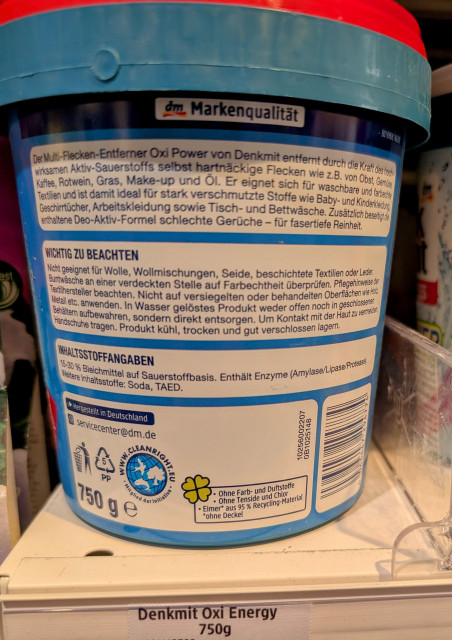 dm Markenqualität
Der Multi-Flecken-Entferner Oxi Power von Denkmit entfernt durch die Kraft des
wirksamen Aktiv-Sauerstoffs selbst hartnäckige Flecken wie z.B. von Obst, Gemüse,
Kaffee, Rotwein, Gras, Make-up und Öl. Er eignet sich für waschbare und farbechte
Textilien und ist damit ideal für stark verschmutzte Stoffe wie Baby- und Kinderkleidung,
Geschirrtücher, Arbeitskleidung sowie Tisch- und Bettwäsche. Zusätzlich beseitigt die
enthaltene Deo-Aktiv-Formel schlechte Gerüche – für fasertiefe Reinheit.
WICHTIG ZU BEACHTEN
Nicht geeignet für Wolle, Wollmischungen, Seide, beschichtete Textilien oder Leder.
Buntwäsche an einer verdeckten Stelle auf Farbechtheit überprüfen. Pflegehinweise der
Textilhersteller beachten. Nicht auf versiegelten oder behandelten Oberflächen wie Holz,
Metall etc. anwenden. In Wasser gelöstes Produkt weder offen noch in geschlossenen
Behältern aufbewahren, sondern direkt entsorgen. Um Kontakt mit der Haut zu vermeiden
Handschuhe tragen. Produkt kühl, trocken und gut verschlossen lagern.
INHALTSSTOFFANGABEN
15-30 % Bleichmittel auf Sauerstoffbasis. Enthält Enzyme (Amylase/Lipase/Protease).
Weitere Inhaltsstoffe: Soda, TAED.
Hergestellt in Deutschland
servicecenter@dm.de
5
PP
WWW.CLEANRIGHT.EU
Mitglied der Initiative
750 g e
• Ohne Farb- und Duftstoffe
• Ohne Tenside und Chlor
• Eimer* aus 95 % Recycling-Material
*ohne Deckel
10256002207
Denkmit Oxi Energy
750g